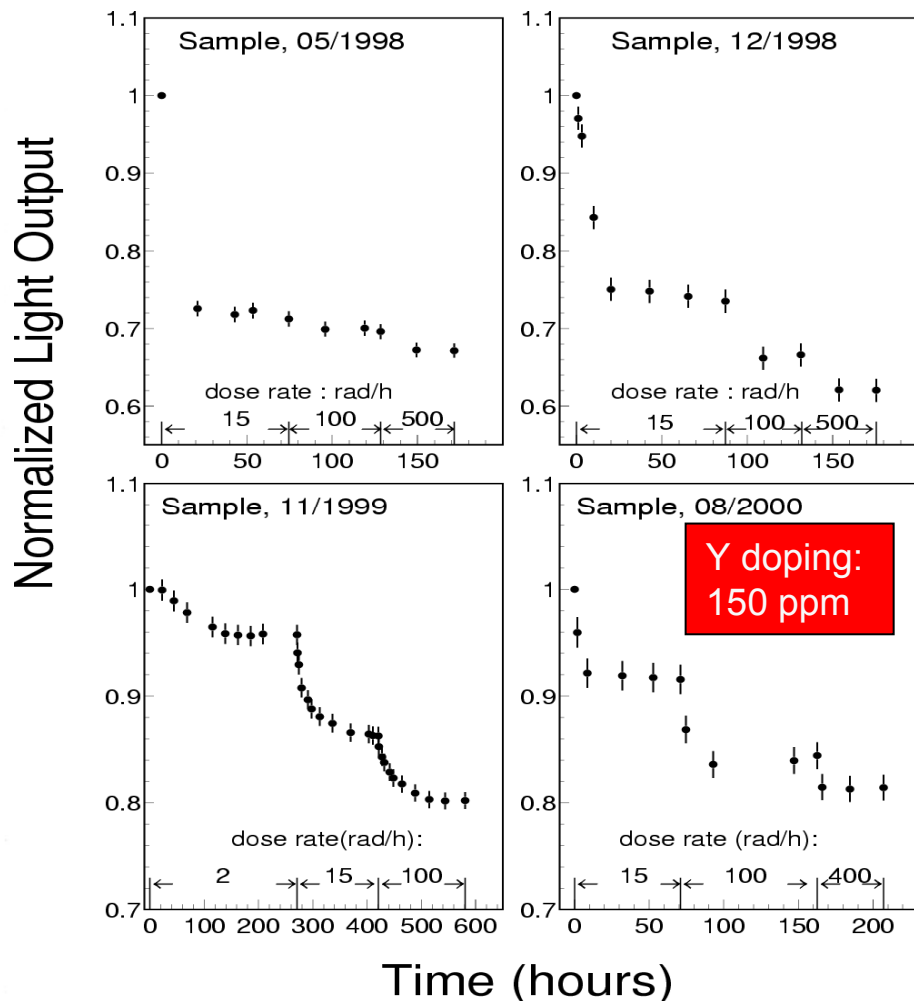 Normalized Light Output
Sample, 05/1998
1.1
1
0.9
0.8
0.7
0.6
dose rate : rad/h
15 100 500
0 50 100 150
Sample, 12/1998
1.1
1
0.9
0.8
0.7
0.6
dose rate : rad/h
15 100 500
0 50 100 150
Sample, 11/1999
1.1
1
0.9
0.8
0.7
dose rate(rad/h):
2 15 100
0 100 200 300 400 500 600
Sample, 08/2000
Y doping:
150 ppm
1.1
1
0.9
0.8
0.7
dose rate (rad/h):
15 100 400
0 50 100 150 200
Time (hours)